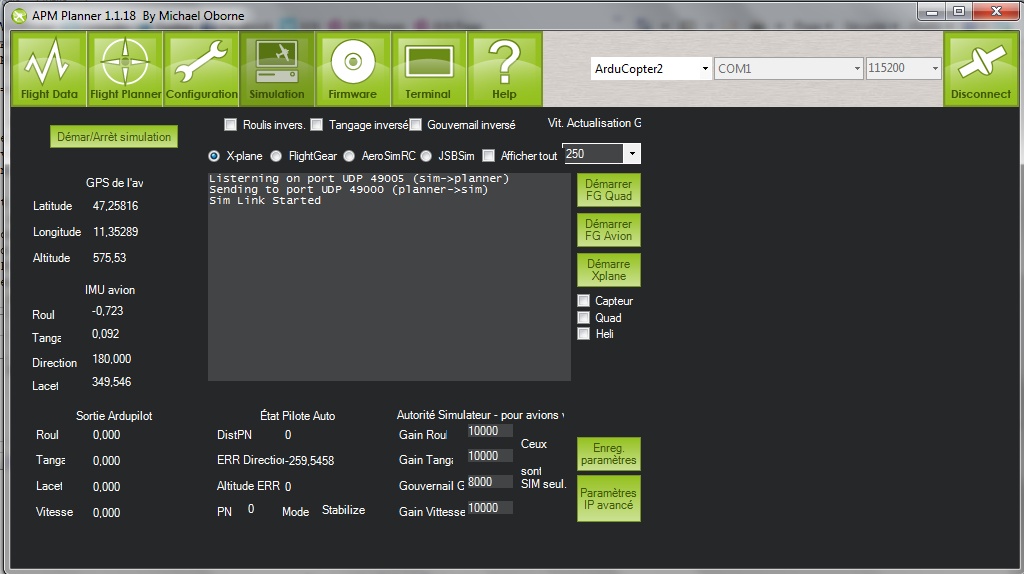 APM Planner 1.1.18 By Michael Oborne
Flight Data
Flight Planner
Configuration
Simulation
Firmware
Terminal
Help
ArduCopter2
COM1
115200
Disconnect
Démar/Arrêt simulation
Roulis invers.
Tangage inversé
Gouvernail inversé
Vit. Actualisation G
X-plane
FlightGear
AeroSimRC
JSBSim
Afficher tout
250
GPS de l'av
Latitude 47,25816
Longitude 11,35289
Altitude 575,53
IMU avion
Roul -0,723
Tanga 0,092
Direction 180,000
Lacet 349,546
Listerning on port UDP 49005 (sim->planner)
Sending to port UDP 49000 (planner->sim)
Sim Link Started
Démarrer
FG Quad
Démarrer
FG Avion
Démarre
Xplane
Capteur
Quad
Heli
Sortie Ardupilot
Roul 0,000
Tanga 0,000
Lacet 0,000
Vitesse 0,000
État Pilote Auto
DistPN 0
ERR Direction -259,5458
Altitude ERR 0
PN 0 Mode Stabilize
Autorité Simulateur - pour avions v
Gain Roul 10000
Gain Tanga 10000
Gouvernail G 8000
Gain Vittesse 10000
Ceux
sont
SIM seul.
Enreg.
paramètres
Paramètres
IP avancé